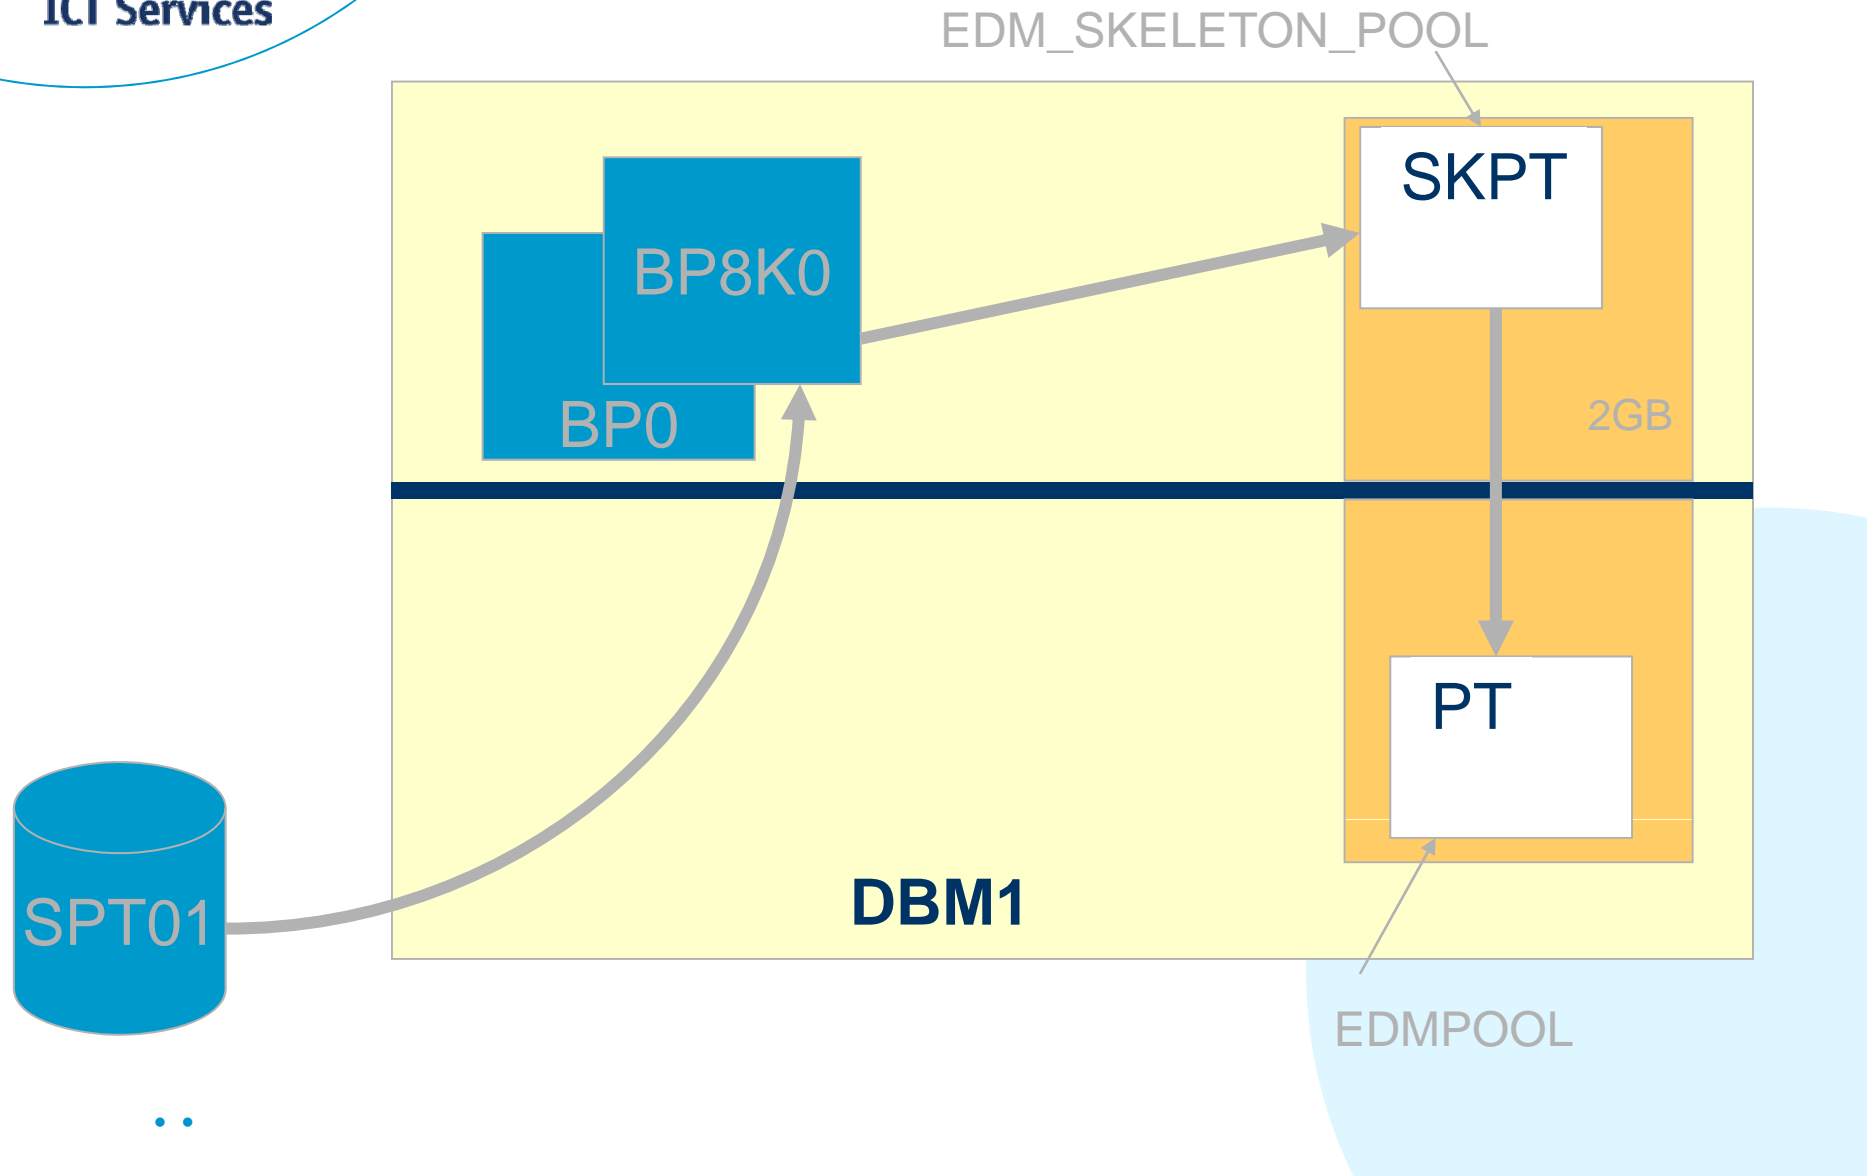 ICT Services
EDM_SKELETON_POOL
SKPT
BP8K0
BP0
2GB
PT
DBM1
SPT01
EDMPOOL